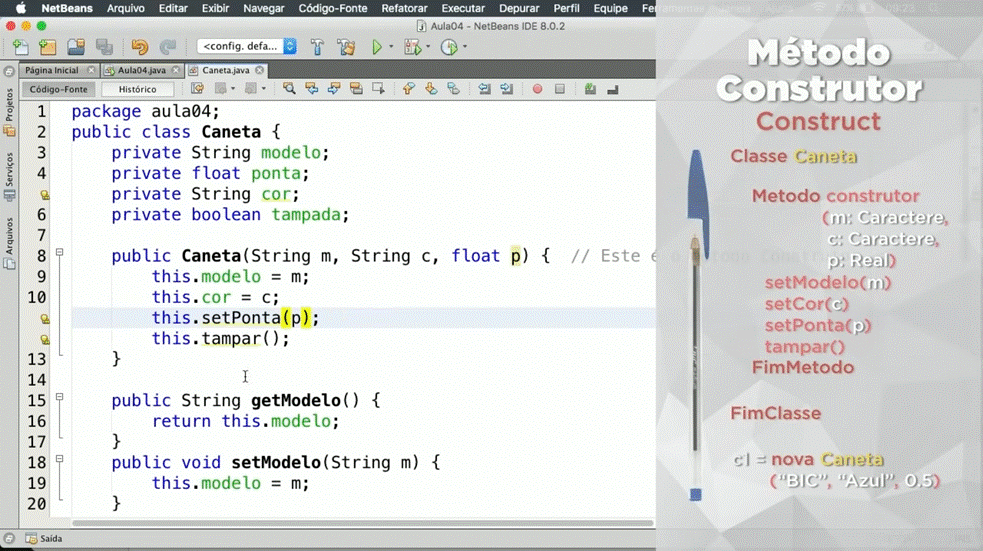 NetBeans Arquivo Editar Exibir Navegar Código-Fonte Refatorar Executar Depurar Perfil Equipe
Aula04 - NetBeans IDE 8.0.2
<config. defa...
Página Inicial Aula04.java Caneta.java
Código-Fonte Histórico
Projetos
Serviços
Arquivos
1 package aula04;
2 public class Caneta {
3 private String modelo;
4 private float ponta;
private String cor;
6 private boolean tampada;
7
8 public Caneta(String m, String c, float p) { // Este é o
9 this.modelo = m;
10 this.cor = c;
this.setPonta(p);
this.tampar();
13 }
14
15 public String getModelo() {
16 return this.modelo;
17 }
18 public void setModelo(String m) {
19 this.modelo = m;
20 }
Saída
Método
Construtor
Construct
Classe Caneta
Metodo construtor
(m: Caractere,
c: Caractere,
p: Real)
setModelo(m)
setCor(c)
setPonta(p)
tampar()
FimMetodo
FimClasse
c1 = nova Caneta
("BIC", "Azul", 0.5)